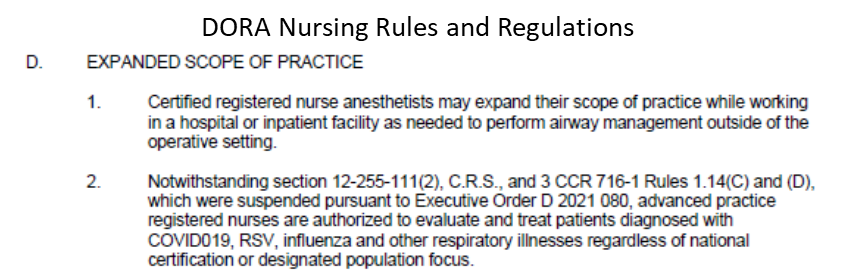 DORA Nursing Rules and Regulations
D. EXPANDED SCOPE OF PRACTICE
1. Certified registered nurse anesthetists may expand their scope of practice while working
in a hospital or inpatient facility as needed to perform airway management outside of the
operative setting.
2. Notwithstanding section 12-255-111(2), C.R.S., and 3 CCR 716-1 Rules 1.14(C) and (D),
which were suspended pursuant to Executive Order D 2021 080, advanced practice
registered nurses are authorized to evaluate and treat patients diagnosed with
COVID019, RSV, influenza and other respiratory illnesses regardless of national
certification or designated population focus.